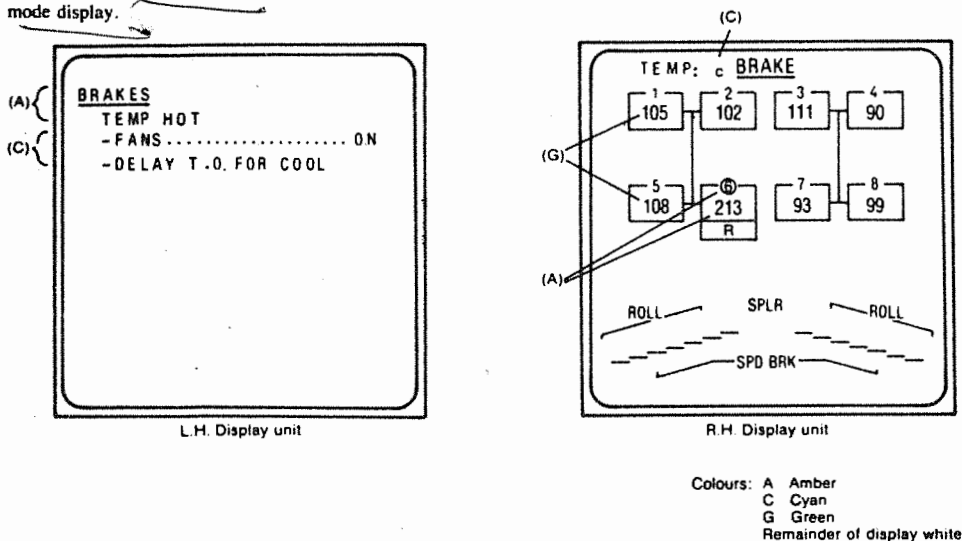 mode display.
(A)
BRAKES
TEMP HOT
(C)
-FANS .................... ON
-DELAY T.O. FOR COOL
L.H. Display unit
(C)
TEMP: c BRAKE
1 2 3 4
105 102 111 90
(G)
5 6 7 8
108 213 93 99
R
(A)
ROLL SPLR ROLL
SPD BRK
R.H. Display unit
Colours: A Amber
C Cyan
G Green
Remainder of display white